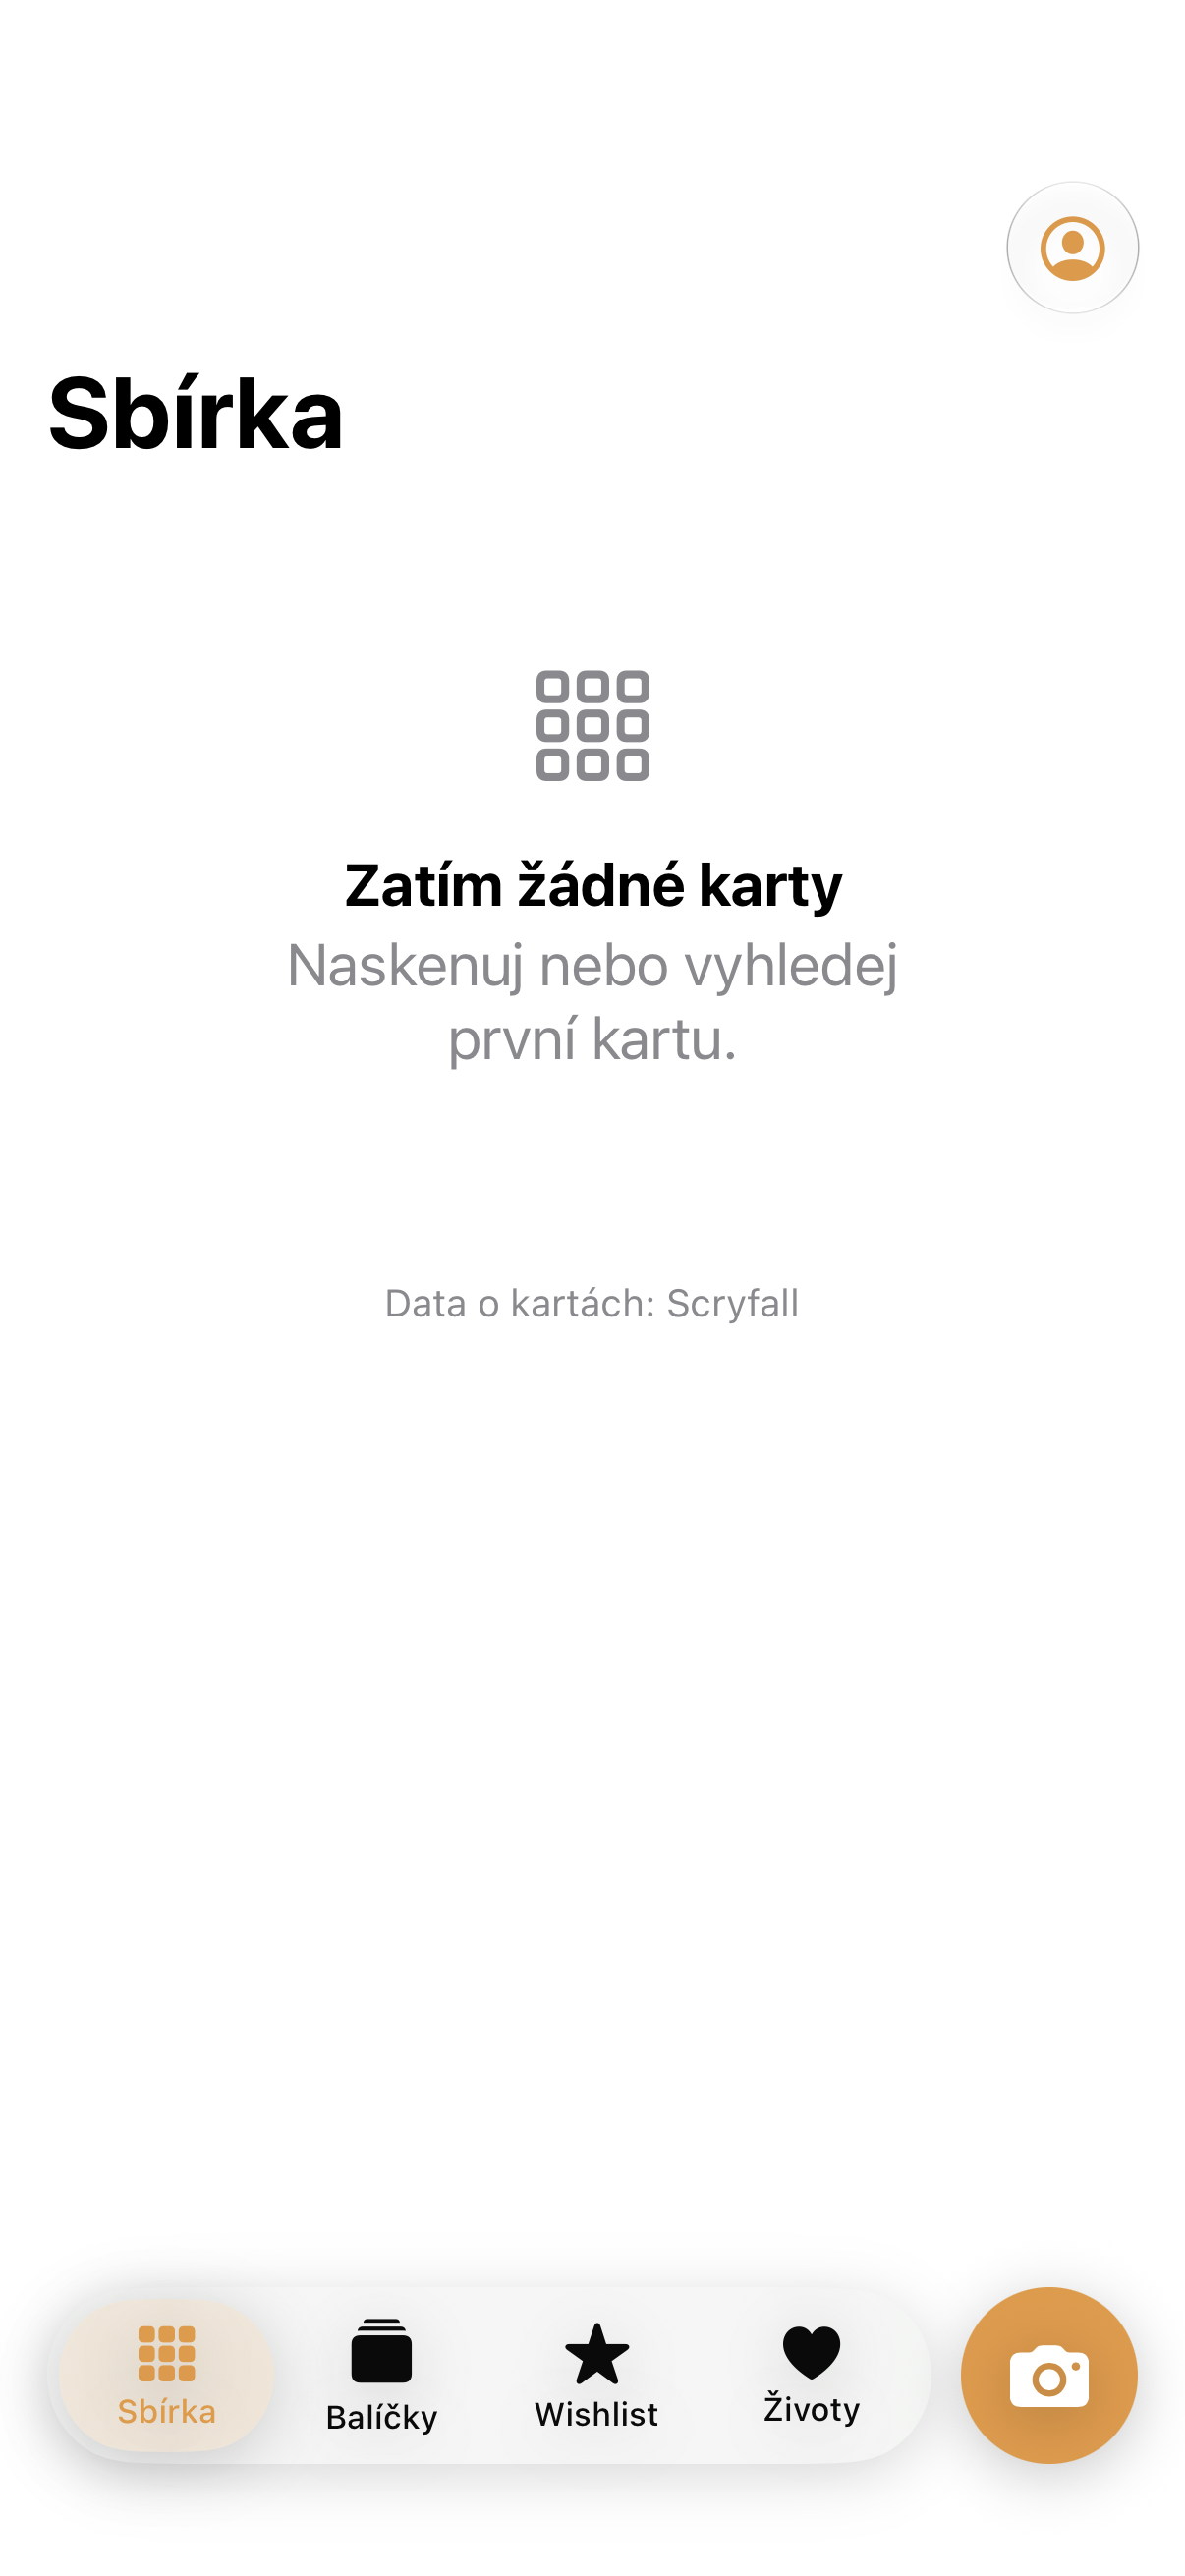 Sbírka
Zatím žádné karty
Naskenuj nebo vyhledej
první kartu.
Data o kartách: Scryfall
Sbírka
Balíčky
Wishlist
Životy